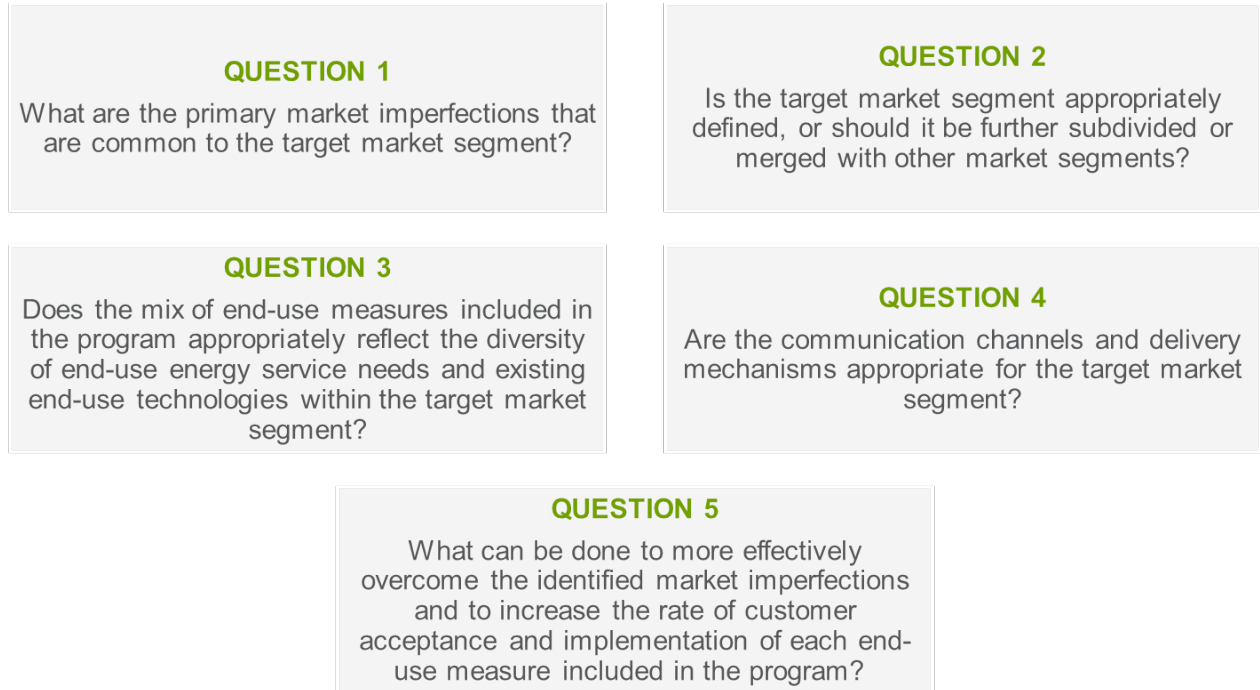 QUESTION 1
What are the primary market imperfections that
are common to the target market segment?
QUESTION 2
Is the target market segment appropriately
defined, or should it be further subdivided or
merged with other market segments?
QUESTION 3
Does the mix of end-use measures included in
the program appropriately reflect the diversity
of end-use energy service needs and existing
end-use technologies within the target market
segment?
QUESTION 4
Are the communication channels and delivery
mechanisms appropriate for the target market
segment?
QUESTION 5
What can be done to more effectively
overcome the identified market imperfections
and to increase the rate of customer
acceptance and implementation of each end-
use measure included in the program?